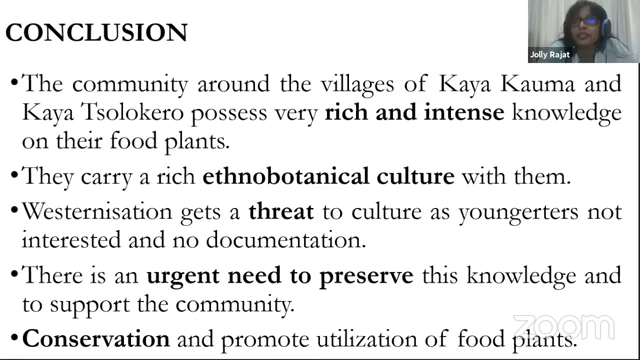 CONCLUSION
Jolly Rajat
•The community around the villages of Kaya Kauma and
Kaya Tsolokero possess very rich and intense knowledge
on their food plants.
•They carry a rich ethnobotanical culture with them.
•Westernisation gets a threat to culture as youngerters not
interested and no documentation.
•There is an urgent need to preserve this knowledge and
to support the community.
•Conservation and promote utilization of food plants.
zoom